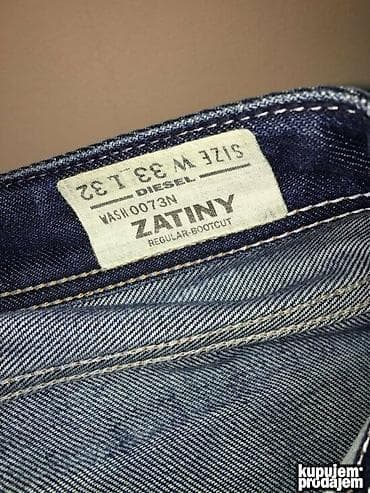 SIZE W 33 L 32
DIESEL
WASH 0073N
ZATINY
REGULAR-BOOTCUT
kupujem
prodajem